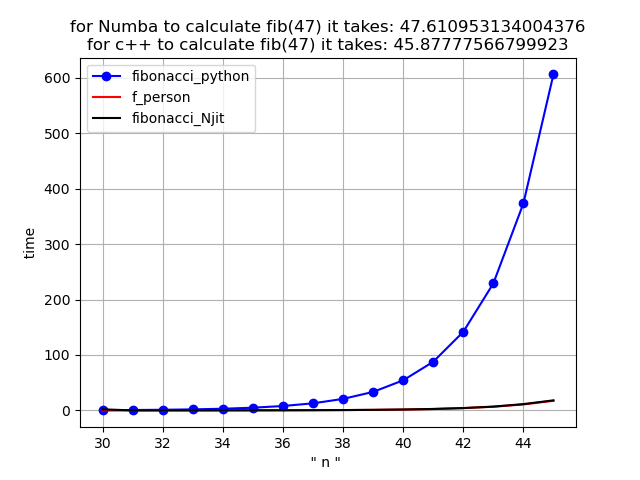 for Numba to calculate fib(47) it takes: 47.610953134004376
for c++ to calculate fib(47) it takes: 45.87777566799923
fibonacci_python
f_person
fibonacci_Njit
time
600
500
400
300
200
100
0
30 32 34 36 38 40 42 44
" n "